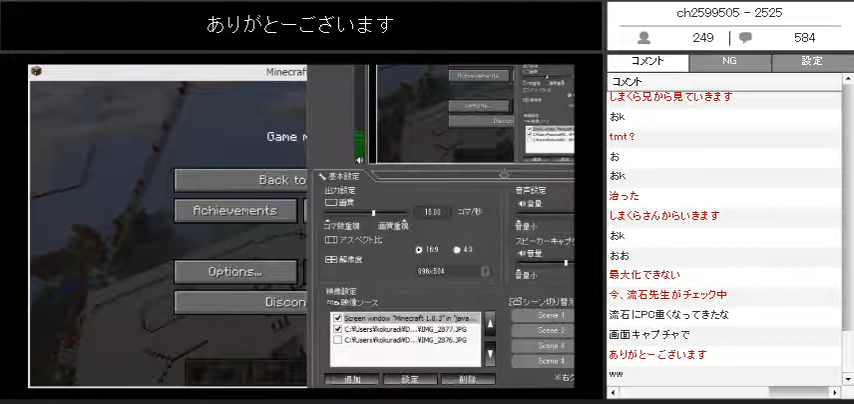 ありがとーございます
ch2599505 - 2525
249
584
コメント
NG
設定
コメント
しまくら兄から見ていきます
おk
tmt？
お
おk
治った
しまくらさんからいきます
おk
おお
最大化できない
今、流石先生がチェック中
流石にPC重くなってきたな
画面キャプチャで
ありがとーございます
ww
Minecraf
Game m
Back to
Achievements
Options...
Discon
Achievements
Options...
Discon
基本設定
出力設定
画質
15.00
コマ/秒
コマ数重視
画質重視
アスペクト比
16:9
4:3
解像度
896x504
音声設定
音量
音量小
スピーカーキャプ
音量
音量小
映像設定
映像ソース
Screen window "Minecraft 1.8.3" in "java...
C:¥Users¥kokuradi¥D...¥IMG_2877.JPG
C:¥Users¥kokuradi¥D...¥IMG_2876.JPG
追加
設定
削除
シーン切り替え
Scene 1
Scene 2
Scene 3
Scene 4
※右ク